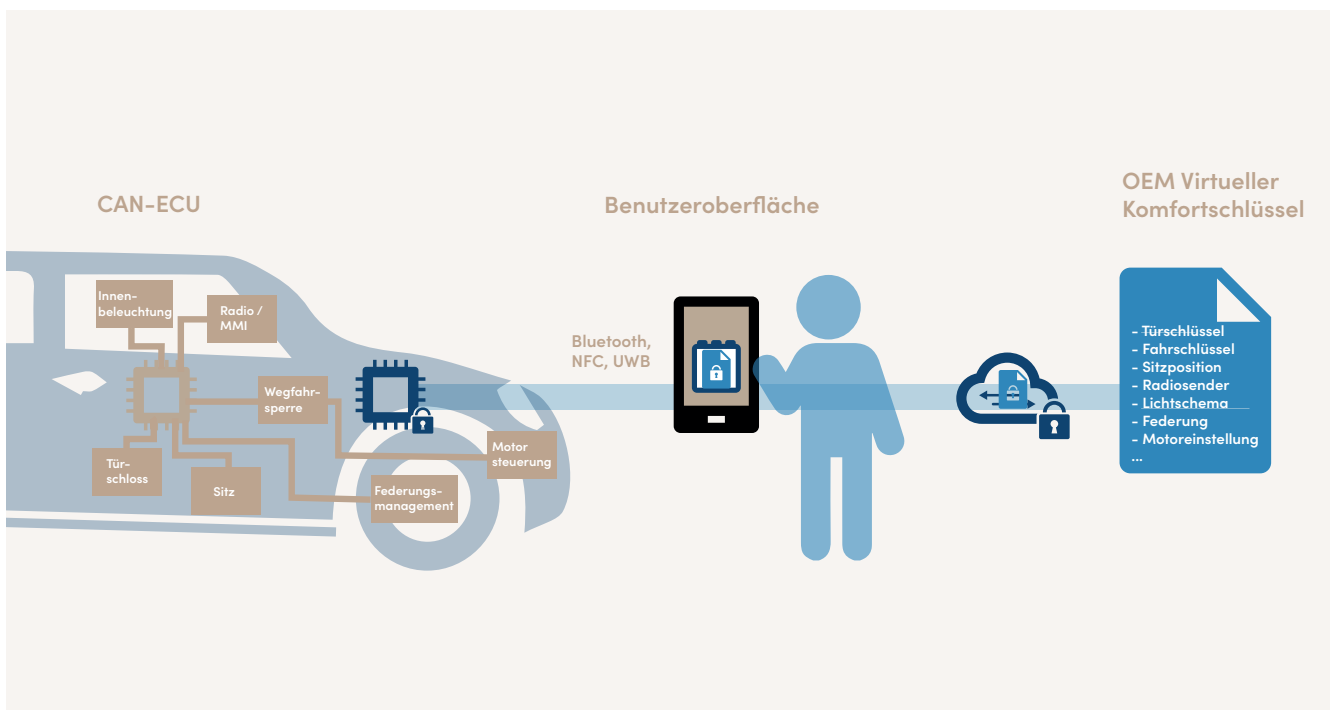 CAN-ECU
Benutzeroberfläche
OEM Virtueller
Komfortschlüssel
Innen-
beleuchtung
Radio /
MMI
Wegfahr-
sperre
Motor
steuerung
Tür-
schloss
Sitz
Federungs-
management
Bluetooth,
NFC, UWB
- Türschlüssel
- Fahrschlüssel
- Sitzposition
- Radiosender
- Lichtschema
- Federung
- Motoreinstellung
...